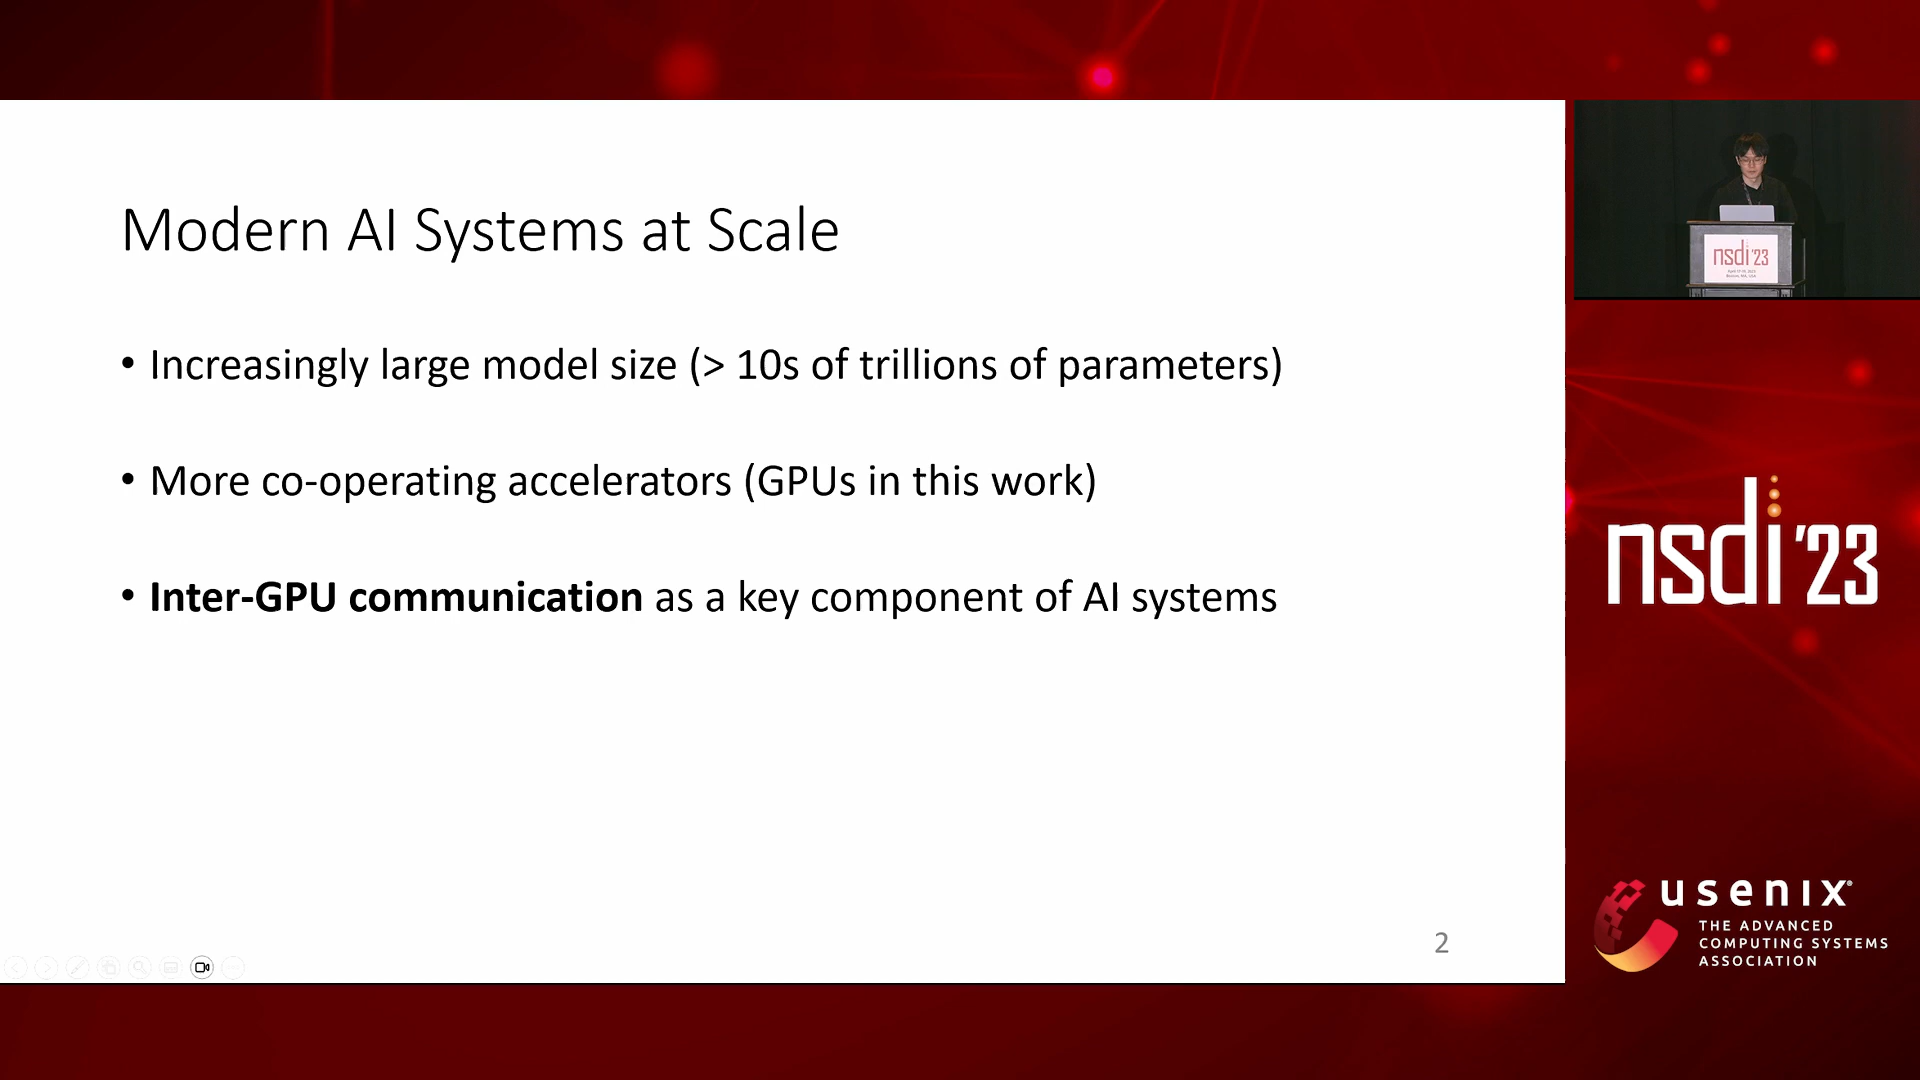 Modern AI Systems at Scale
• Increasingly large model size (> 10s of trillions of parameters)
• More co-operating accelerators (GPUs in this work)
• Inter-GPU communication as a key component of AI systems
2
nsdi '23
nsdi '23
usenix®
THE ADVANCED
COMPUTING SYSTEMS
ASSOCIATION